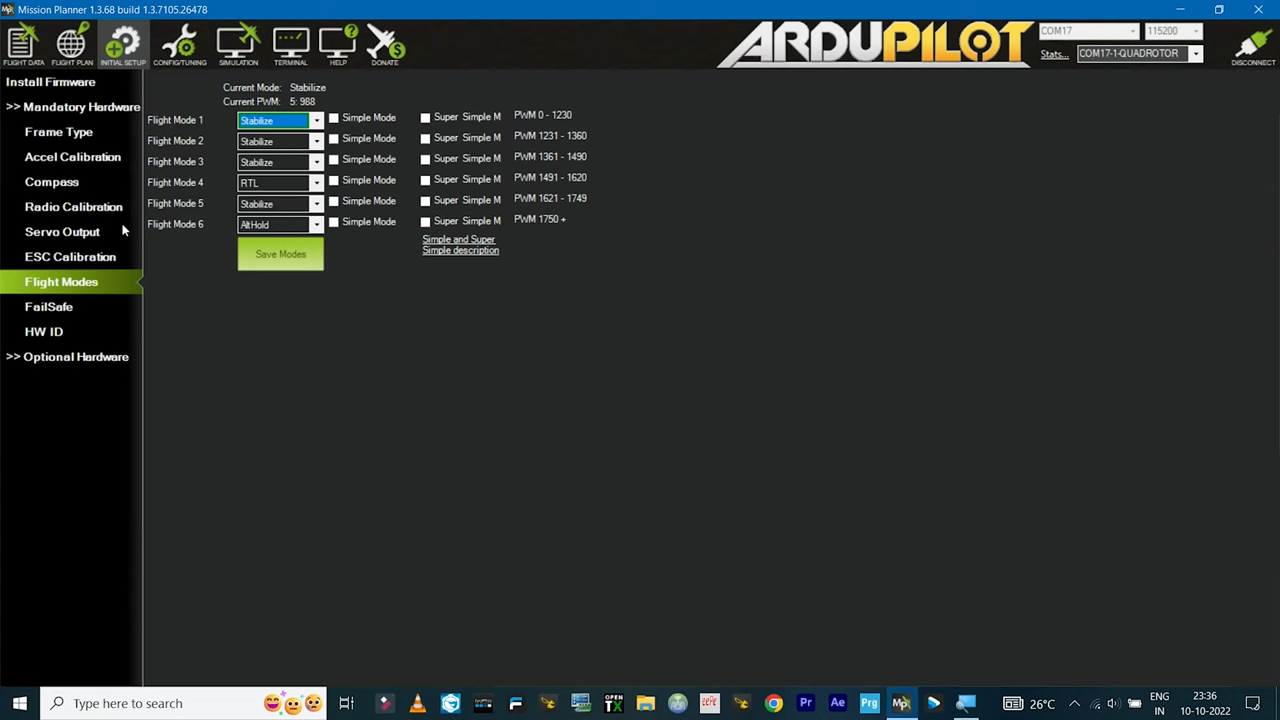 Mission Planner 1.3.68 build 1.3.7105.26478
FLIGHT DATA
FLIGHT PLAN
INITIAL SETUP
CONFIG/TUNING
SIMULATION
TERMINAL
HELP
DONATE
ARDUPILOT
COM17
115200
Stats...
COM17-1-QUADROTOR
DISCONNECT
Install Firmware
>> Mandatory Hardware
Frame Type
Accel Calibration
Compass
Radio Calibration
Servo Output
ESC Calibration
Flight Modes
FailSafe
HW ID
>> Optional Hardware
Current Mode: Stabilize
Current PWM: 5: 988
Flight Mode 1 Stabilize Simple Mode Super Simple M PWM 0 - 1230
Flight Mode 2 Stabilize Simple Mode Super Simple M PWM 1231 - 1360
Flight Mode 3 Stabilize Simple Mode Super Simple M PWM 1361 - 1490
Flight Mode 4 RTL Simple Mode Super Simple M PWM 1491 - 1620
Flight Mode 5 Stabilize Simple Mode Super Simple M PWM 1621 - 1749
Flight Mode 6 AltHold Simple Mode Super Simple M PWM 1750 +
Save Modes
Simple and Super
Simple description
Type here to search
OPEN
TX
Pr
Ae
Prg
Mp
26°C
ENG
IN
23:36
10-10-2022